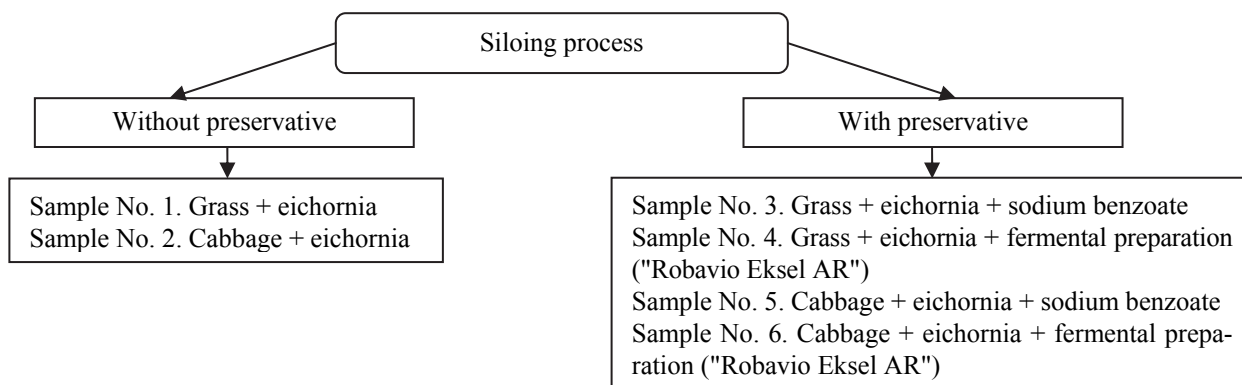 Siloing process
Without preservative
With preservative
Sample No. 1. Grass + eichornia
Sample No. 2. Cabbage + eichornia
Sample No. 3. Grass + eichornia + sodium benzoate
Sample No. 4. Grass + eichornia + fermental preparation
("Robavio Eksel AR")
Sample No. 5. Cabbage + eichornia + sodium benzoate
Sample No. 6. Cabbage + eichornia + fermental prepa-
ration ("Robavio Eksel AR")